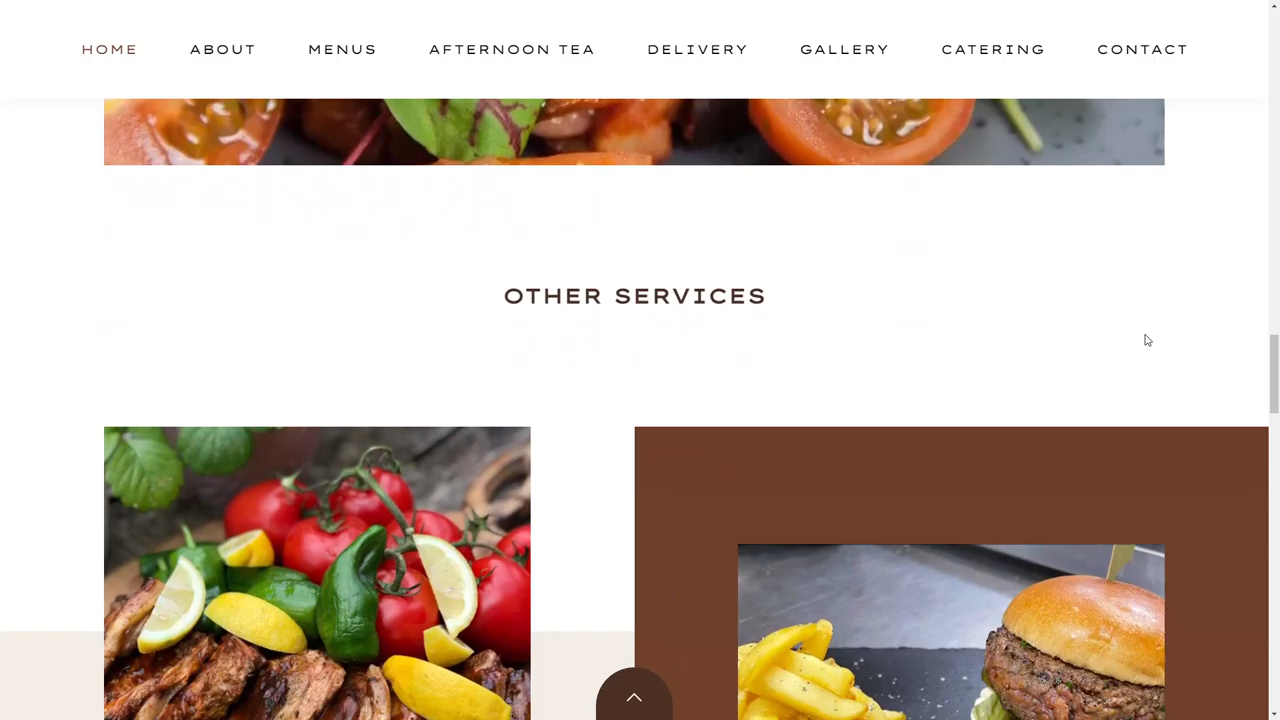 HOME ABOUT MENUS AFTERNOON TEA DELIVERY GALLERY CATERING CONTACT
OTHER SERVICES